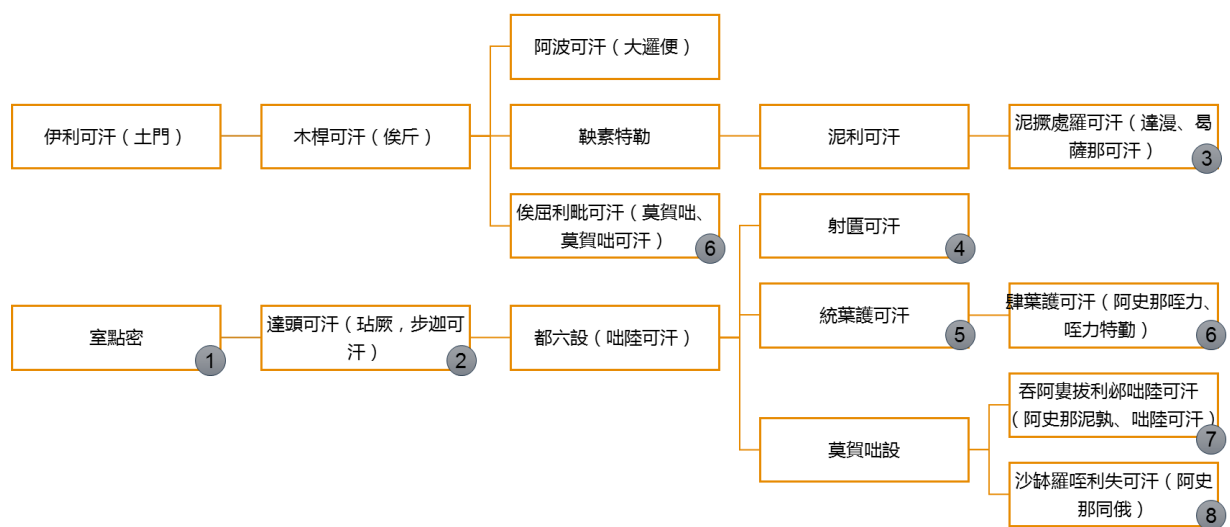 阿波可汗（大邏便）
伊利可汗（土門）
木桿可汗（俟斤）
鞅素特勒
泥利可汗
泥撅處羅可汗（達漫、曷
薩那可汗）
3
俟屈利毗可汗（莫賀咄、
莫賀咄可汗）
6
射匱可汗
4
室點密
1
達頭可汗（玷厥，步迦可
汗）
2
都六設（咄陸可汗）
統葉護可汗
5
肆葉護可汗（阿史那咥力、
咥力特勤）
6
莫賀咄設
吞阿婁拔利邲咄陸可汗
（阿史那泥孰、咄陸可汗）
7
沙缽羅咥利失可汗（阿史
那同俄）
8